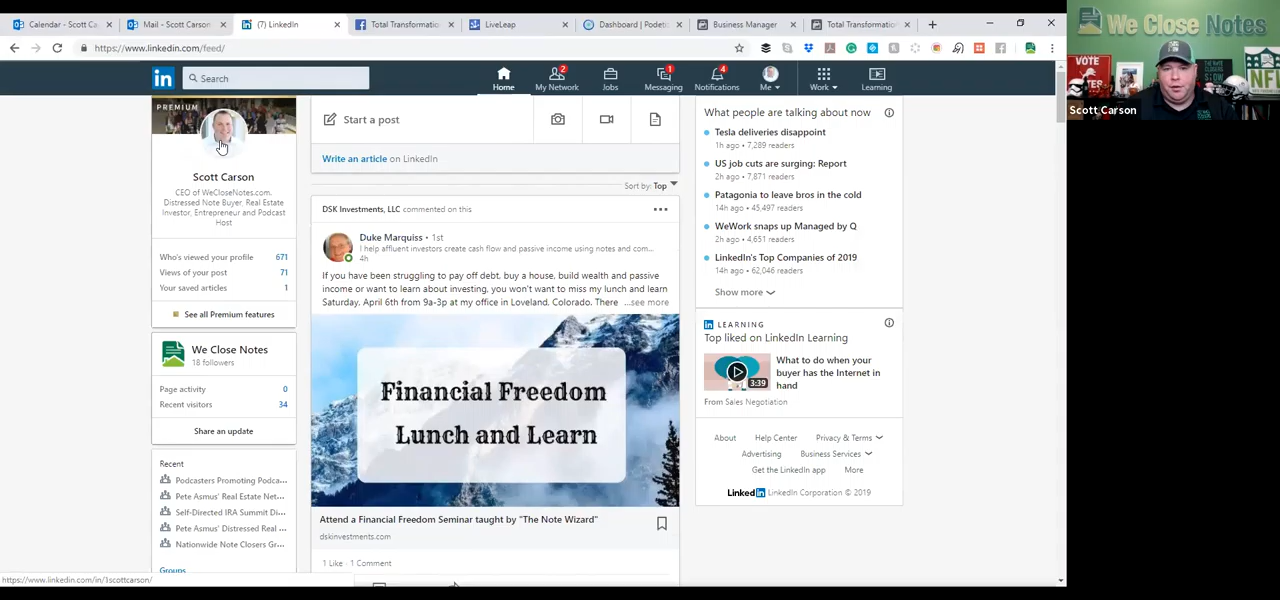 Calendar - Scott Ca
Mail - Scott Carson
(7) LinkedIn
Total Transformatio
LiveLeap
Dashboard | Podetra
Business Manager
Total Transformatio
https://www.linkedin.com/feed/
We Close Notes
VOTE
NFL
Scott Carson
in
Search
Home
2
My Network
Jobs
1
Messaging
4
Notifications
Me
Work
Learning
PREMIUM
Scott Carson
CEO of WeCloseNotes.com.
Distressed Note Buyer, Real Estate
Investor, Entrepreneur and Podcast
Host
Who's viewed your profile 671
Views of your post 71
Your saved articles 1
See all Premium features
We Close Notes
18 followers
Page activity 0
Recent visitors 34
Share an update
Recent
Podcasters Promoting Podca...
Pete Asmus' Real Estate Net...
Self-Directed IRA Summit Di...
Pete Asmus' Distressed Real ...
Nationwide Note Closers Gr...
Groups
https://www.linkedin.com/in/1scottcarson/
Start a post
Write an article on LinkedIn
Sort by: Top
DSK Investments, LLC commented on this
Duke Marquiss • 1st
I help affluent investors create cash flow and passive income using notes and com...
4h
If you have been struggling to pay off debt, buy a house, build wealth and passive
income or want to learn about investing, you won't want to miss my lunch and learn
Saturday, April 6th from 9a-3p at my office in Loveland, Colorado. There ...see more
Financial Freedom
Lunch and Learn
Attend a Financial Freedom Seminar taught by "The Note Wizard"
dskinvestments.com
1 Like · 1 Comment
What people are talking about now
Tesla deliveries disappoint
1h ago • 7,289 readers
US job cuts are surging: Report
2h ago • 7,871 readers
Patagonia to leave bros in the cold
14h ago • 45,497 readers
WeWork snaps up Managed by Q
2h ago • 4,651 readers
LinkedIn's Top Companies of 2019
14h ago • 62,046 readers
Show more
in LEARNING
Top liked on LinkedIn Learning
3:39
What to do when your
buyer has the Internet in
hand
From Sales Negotiation
About Help Center Privacy & Terms
Advertising Business Services
Get the LinkedIn app More
Linked in LinkedIn Corporation © 2019